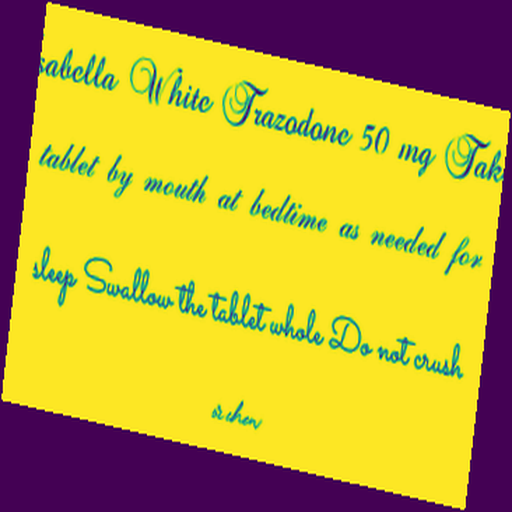 sabella White Trazodone 50 mg Tak
tablet by mouth at bedtime as needed for
sleep Swallow the tablet whole Do not crush
chen